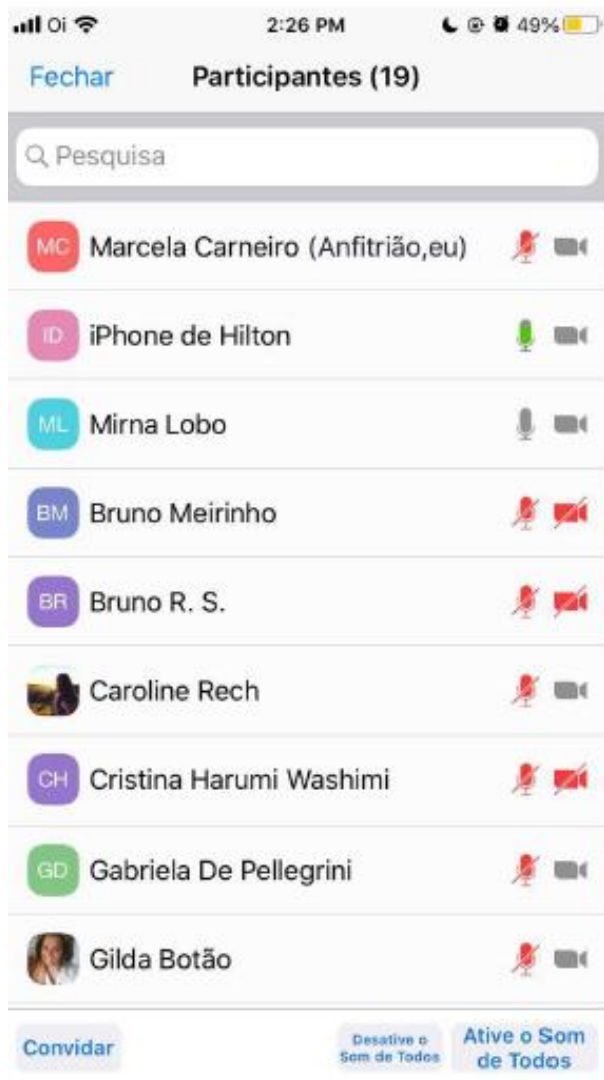 Oi 2:26 PM 49%
Fechar Participantes (19)
Pesquisa
MC Marcela Carneiro (Anfitrião,eu)
ID iPhone de Hilton
ML Mirna Lobo
BM Bruno Meirinho
BR Bruno R. S.
Caroline Rech
CH Cristina Harumi Washimi
GD Gabriela De Pellegrini
Gilda Botão
Convidar
Desative o
Som de Todos
Ative o Som
de Todos